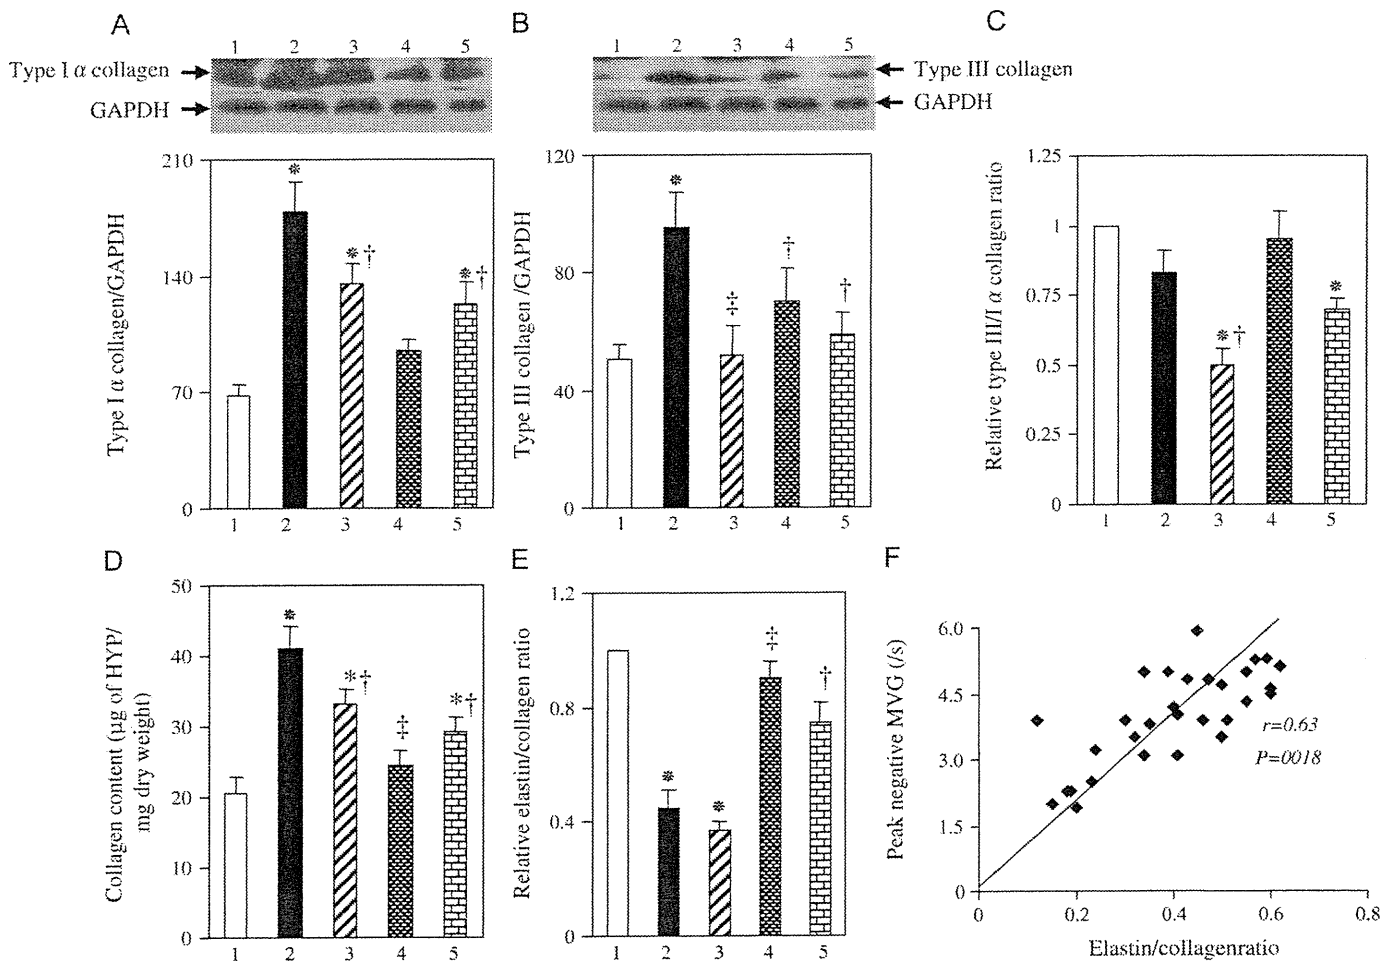 A
1 2 3 4 5
Type I α collagen
GAPDH
Type I α collagen/GAPDH
210
140
70
0
*
*†
*†
1 2 3 4 5
B
1 2 3 4 5
Type III collagen
GAPDH
Type III collagen /GAPDH
120
80
40
0
*
‡
†
†
1 2 3 4 5
C
Relative type III/I α collagen ratio
1.25
1
0.75
0.5
0.25
0
*†
*
1 2 3 4 5
D
Collagen content (µg of HYP/
mg dry weight)
50
40
30
20
10
0
*
*†
‡
*†
1 2 3 4 5
E
Relative elastin/collagen ratio
1.2
0.8
0.4
0
*
*
‡
†
1 2 3 4 5
F
Peak negative MVG (/s)
6.0
4.5
3.0
1.5
0
r=0.63
P=0018
0 0.2 0.4 0.6 0.8
Elastin/collagenratio